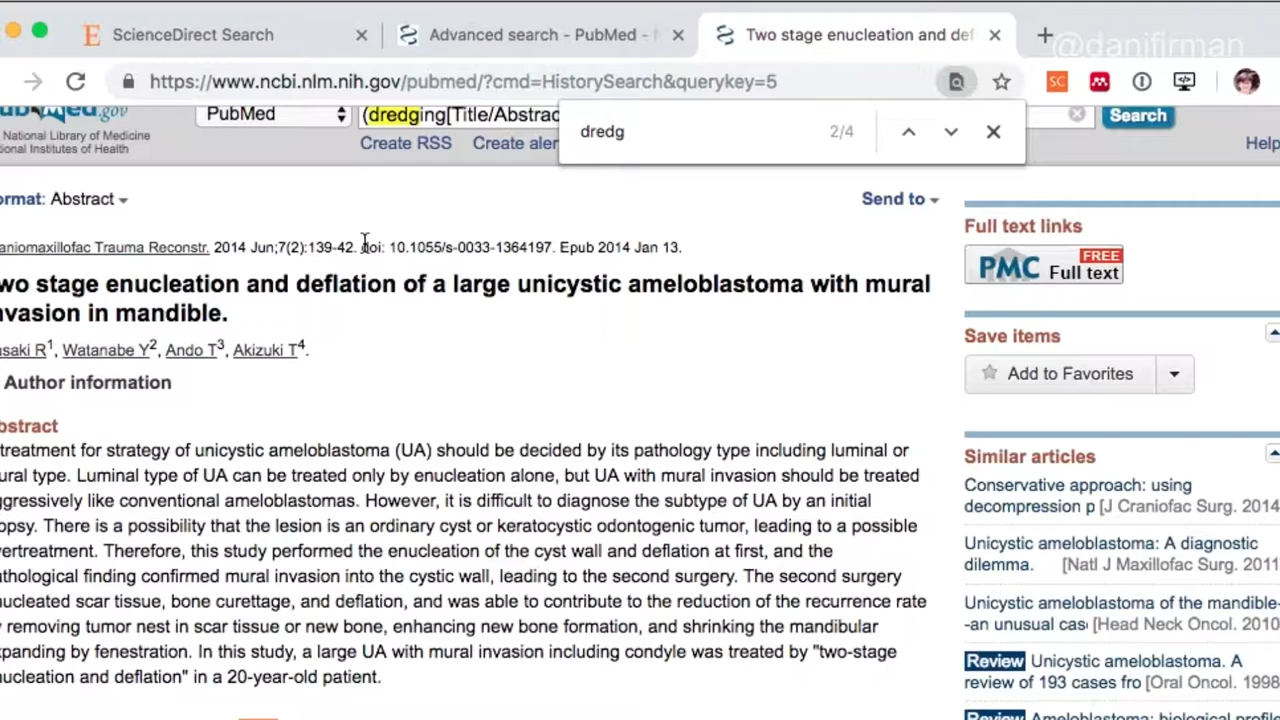 ScienceDirect Search
Advanced search - PubMed -
Two stage enucleation and def
@danifirman
https://www.ncbi.nlm.nih.gov/pubmed/?cmd=HistorySearch&querykey=5
SC
.gov
National Library of Medicine
ational Institutes of Health
PubMed
(dredging[Title/Abstrac
Create RSS
Create aler
dredg
2/4
Search
Help
ormat: Abstract
Send to
aniomaxillofac Trauma Reconstr. 2014 Jun;7(2):139-42. doi: 10.1055/s-0033-1364197. Epub 2014 Jan 13.
wo stage enucleation and deflation of a large unicystic ameloblastoma with mural
nvasion in mandible.
asaki R1, Watanabe Y2, Ando T3, Akizuki T4.
Author information
bstract
treatment for strategy of unicystic ameloblastoma (UA) should be decided by its pathology type including luminal or
ural type. Luminal type of UA can be treated only by enucleation alone, but UA with mural invasion should be treated
ggressively like conventional ameloblastomas. However, it is difficult to diagnose the subtype of UA by an initial
opsy. There is a possibility that the lesion is an ordinary cyst or keratocystic odontogenic tumor, leading to a possible
vertreatment. Therefore, this study performed the enucleation of the cyst wall and deflation at first, and the
athological finding confirmed mural invasion into the cystic wall, leading to the second surgery. The second surgery
nucleated scar tissue, bone curettage, and deflation, and was able to contribute to the reduction of the recurrence rate
y removing tumor nest in scar tissue or new bone, enhancing new bone formation, and shrinking the mandibular
xpanding by fenestration. In this study, a large UA with mural invasion including condyle was treated by "two-stage
nucleation and deflation" in a 20-year-old patient.
Full text links
PMC FREE Full text
Save items
Add to Favorites
Similar articles
Conservative approach: using
decompression p [J Craniofac Surg. 2014
Unicystic ameloblastoma: A diagnostic
dilemma. [Natl J Maxillofac Surg. 2011
Unicystic ameloblastoma of the mandible-
-an unusual cas [Head Neck Oncol. 2010
Review Unicystic ameloblastoma. A
review of 193 cases fro [Oral Oncol. 1998
Review Ameloblastoma: biological profile